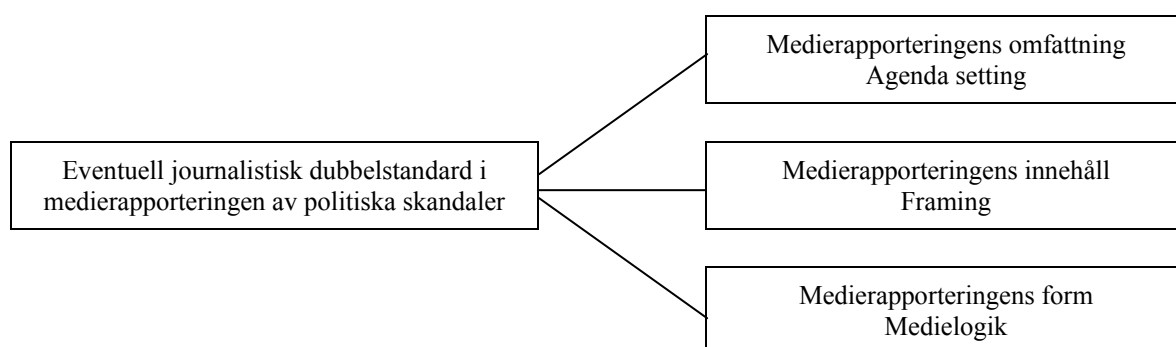 Medierapporteringens omfattning
Agenda setting
Eventuell journalistisk dubbelstandard i
medierapporteringen av politiska skandaler
Medierapporteringens innehåll
Framing
Medierapporteringens form
Medielogik